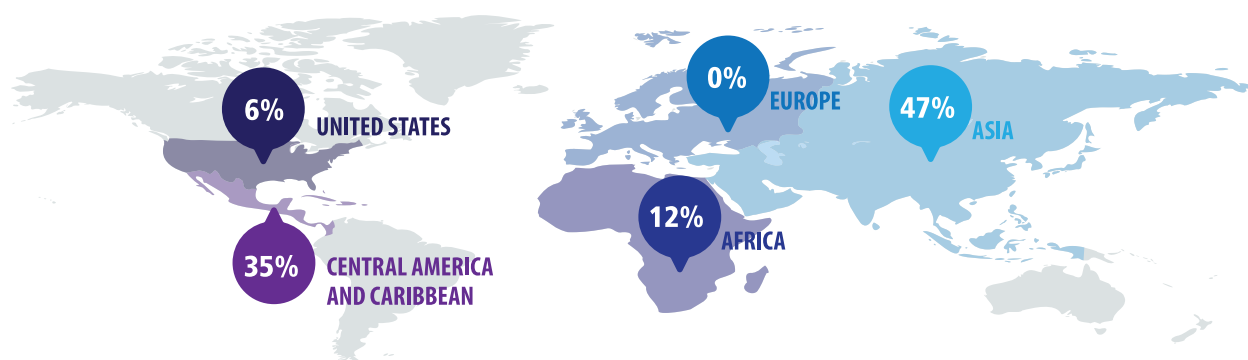 6%
UNITED STATES
35%
CENTRAL AMERICA
AND CARIBBEAN
0%
EUROPE
12%
AFRICA
47%
ASIA